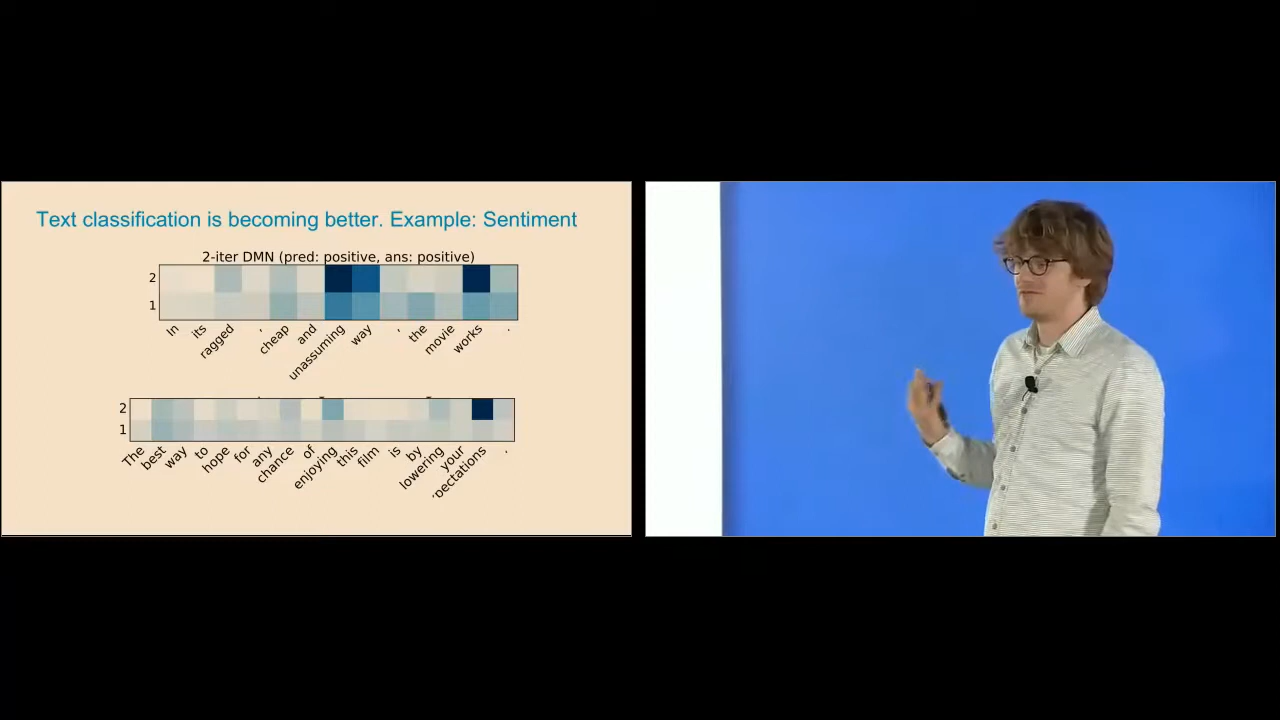 Text classification is becoming better. Example: Sentiment
2-iter DMN (pred: positive, ans: positive)
2
1
In its ragged , cheap and unassuming way , the movie works .
2
1
The best way to hope for any chance of enjoying this film is by lowering your pectations .